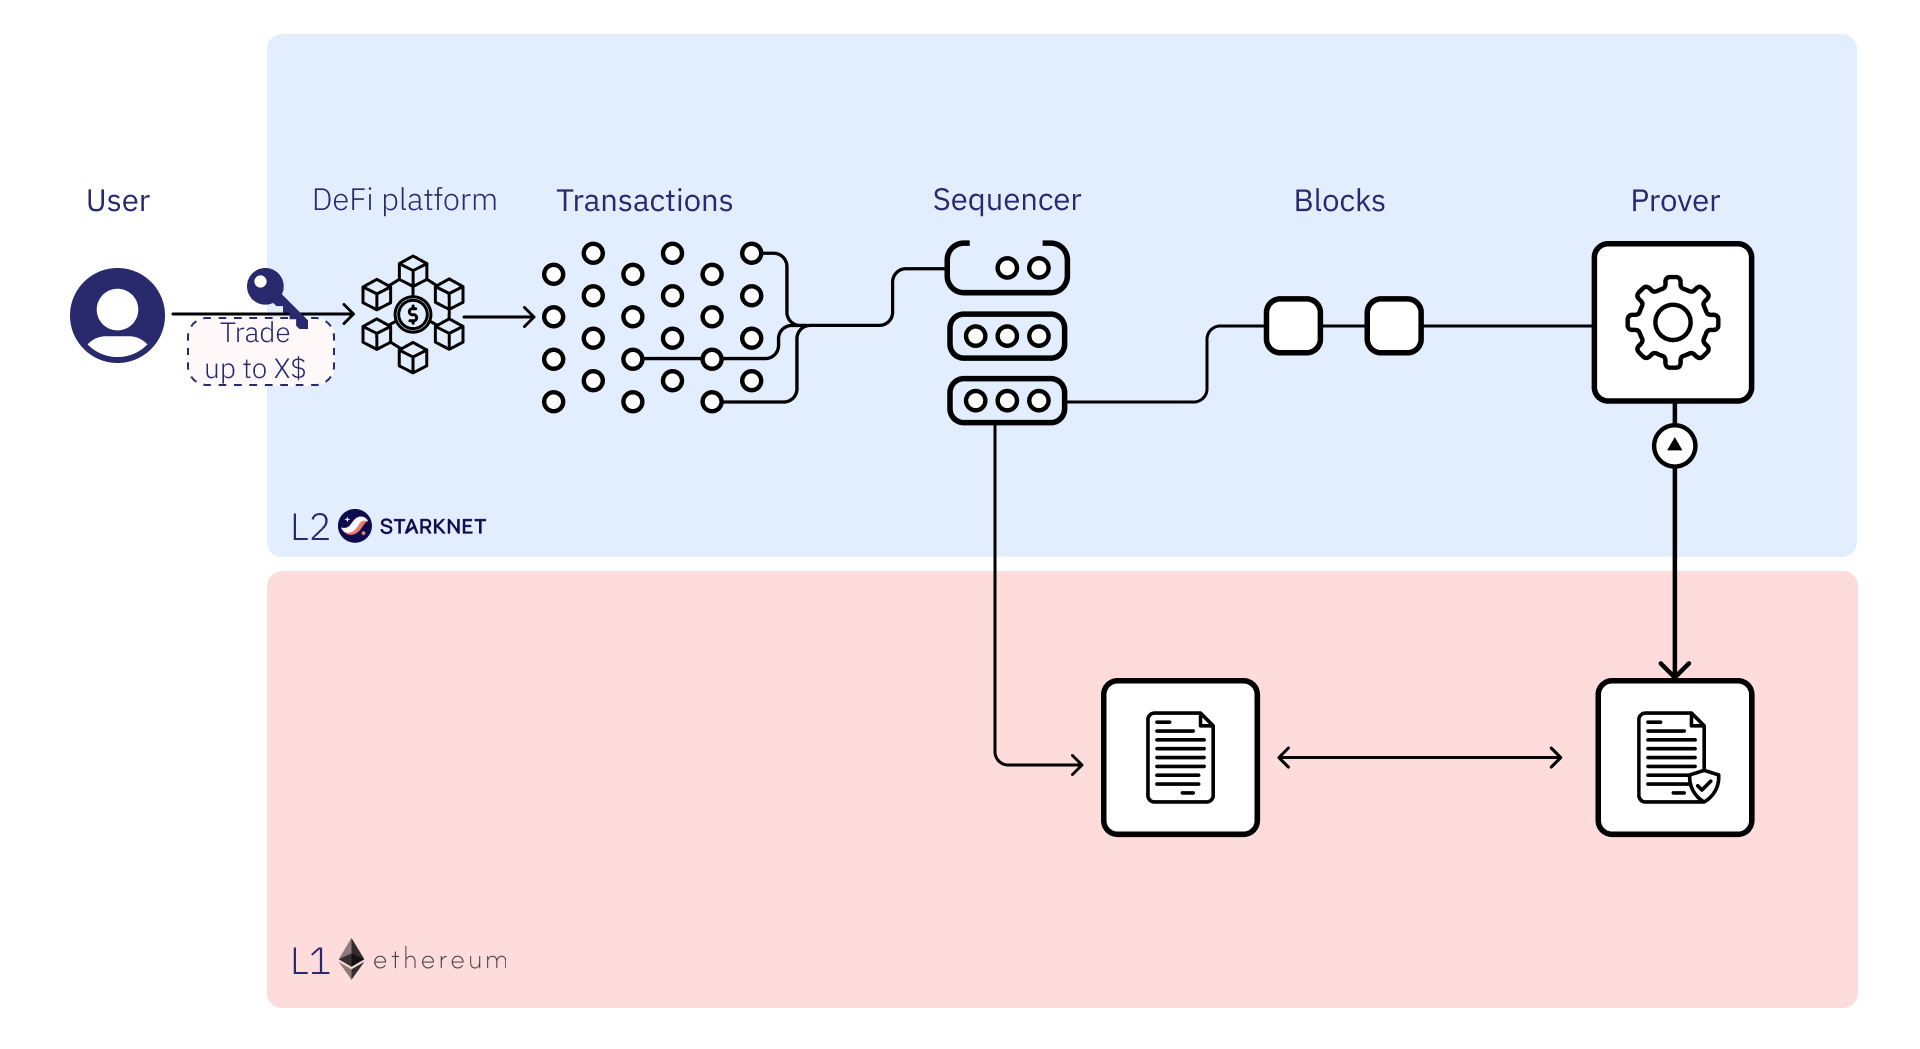 User
DeFi platform
Transactions
Sequencer
Blocks
Prover
Trade
up to X$
$
L2 STARKNET
L1 ethereum